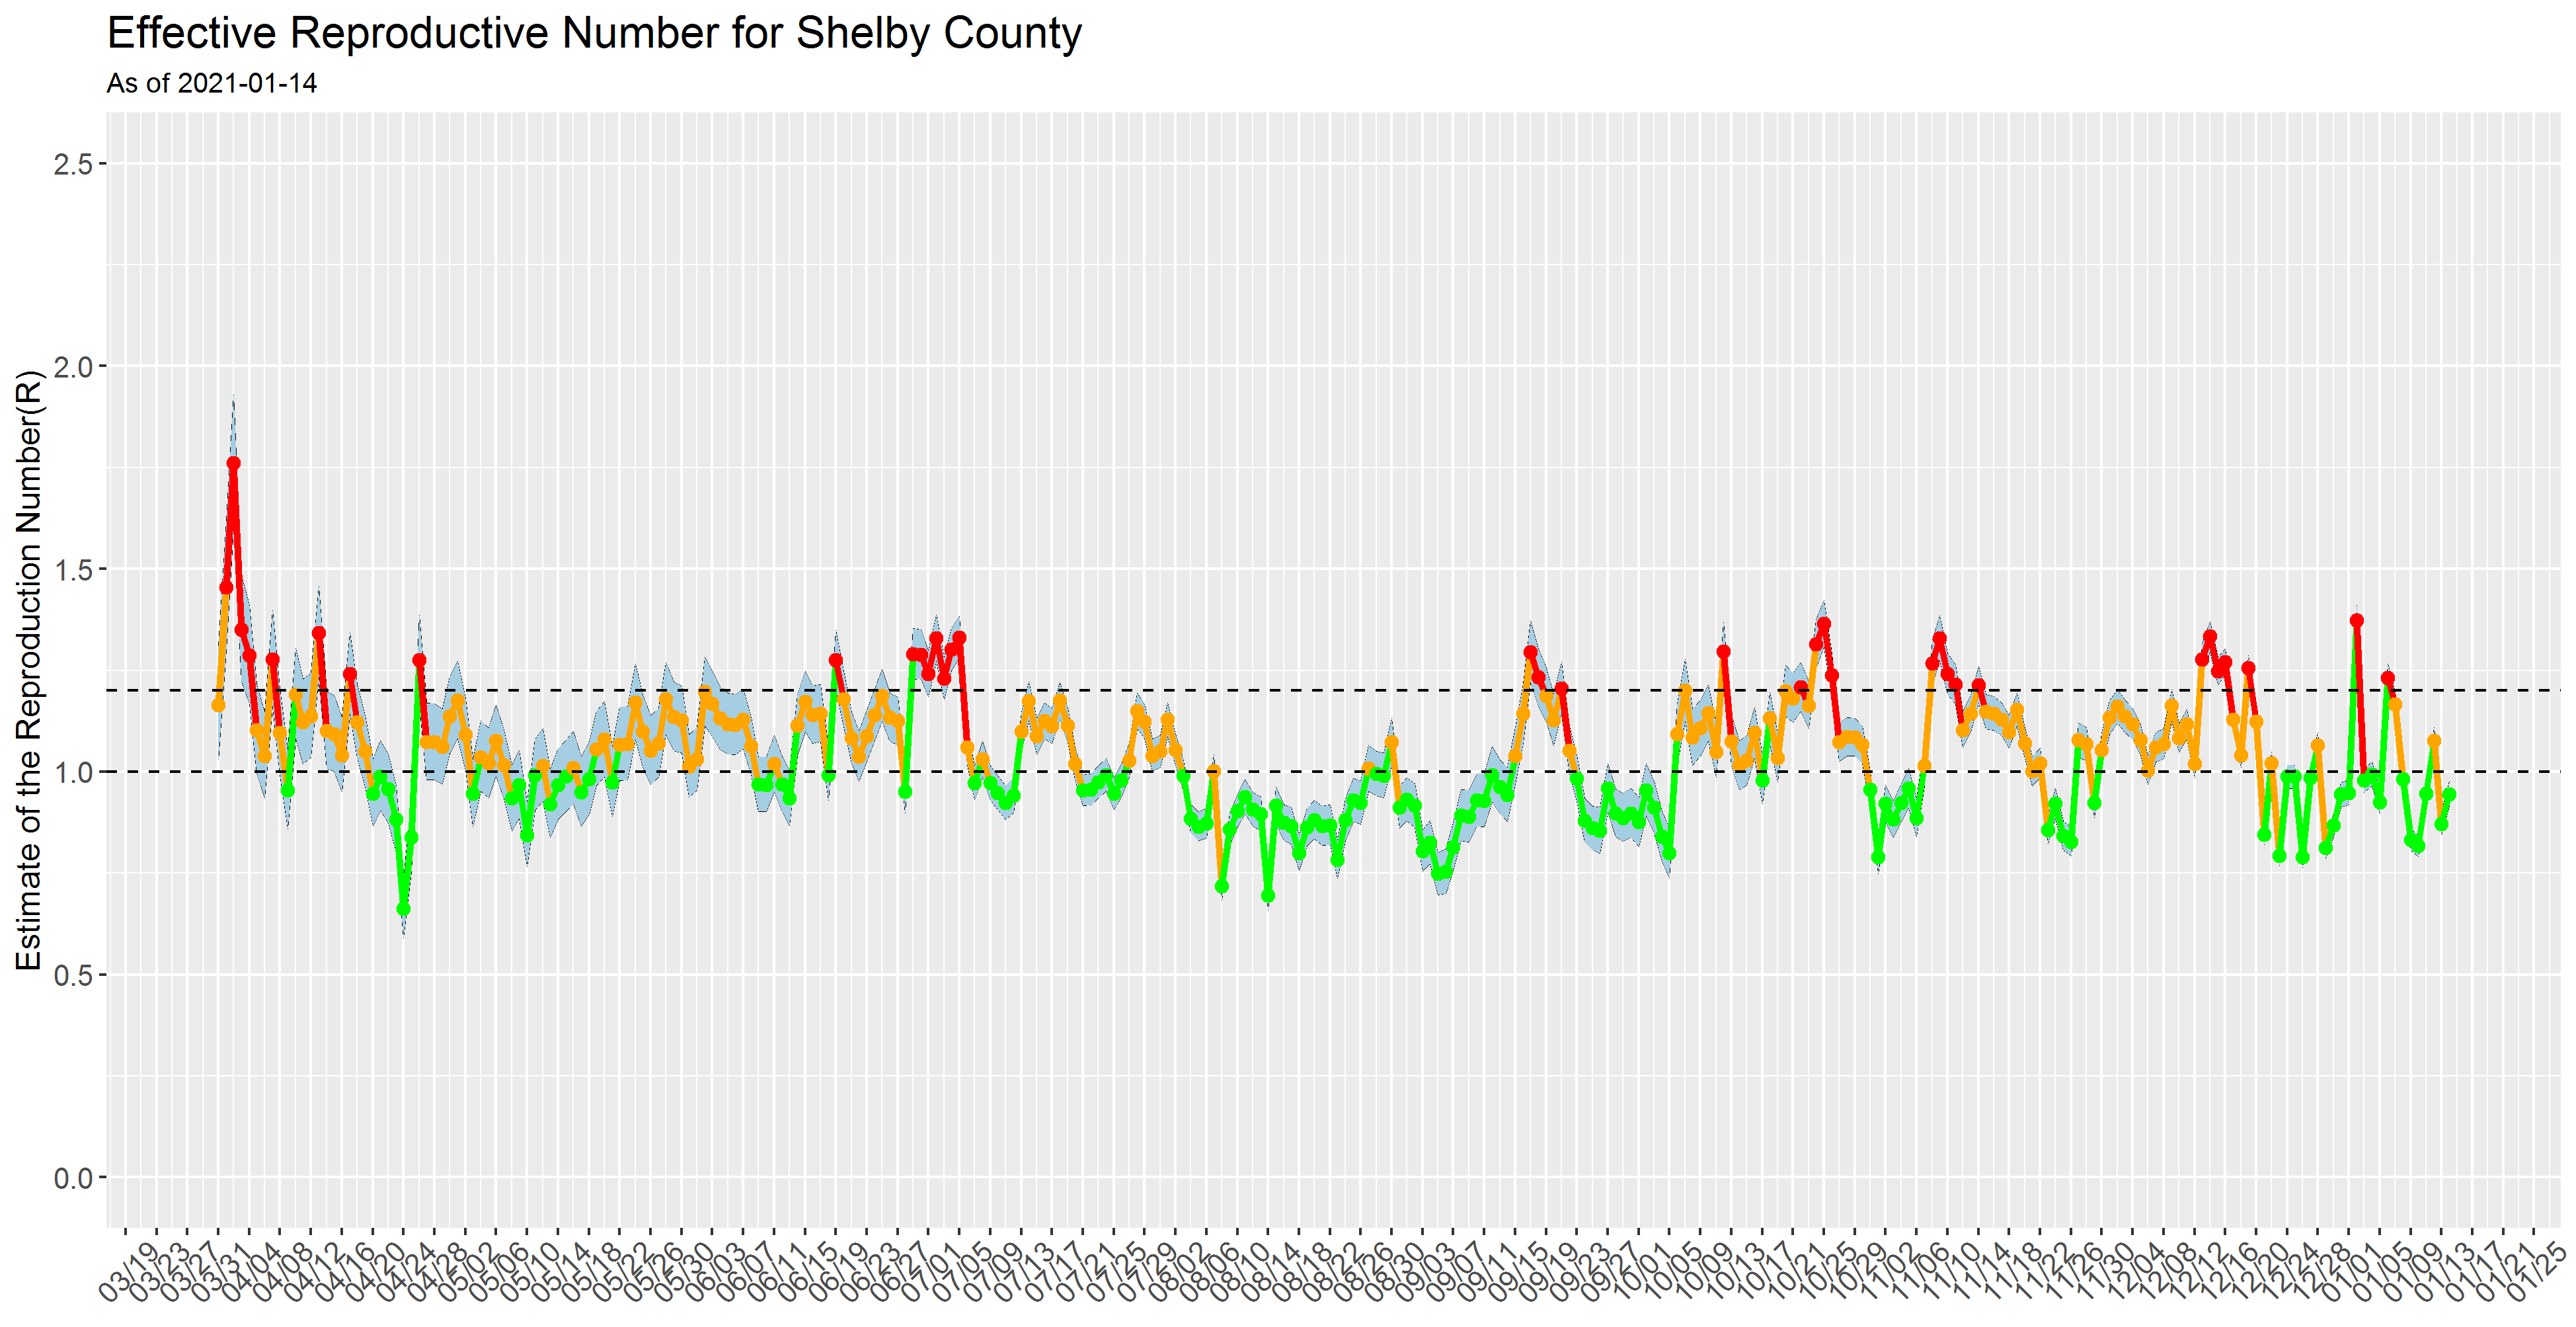 Effective Reproductive Number for Shelby County
As of 2021-01-14
Estimate of the Reproduction Number(R)
2.5
2.0
1.5
1.0
0.5
0.0
03/19 03/23 03/27 03/31 04/04 04/08 04/12 04/16 04/20 04/24 04/28 05/02 05/06 05/10 05/14 05/18 05/22 05/26 05/30 06/03 06/07 06/11 06/15 06/19 06/23 06/27 07/01 07/05 07/09 07/13 07/17 07/21 07/25 07/29 08/02 08/06 08/10 08/14 08/18 08/22 08/26 08/30 09/03 09/07 09/11 09/15 09/19 09/23 09/27 10/01 10/05 10/09 10/13 10/17 10/21 10/25 10/29 11/02 11/06 11/10 11/14 11/18 11/22 11/26 11/30 12/04 12/08 12/12 12/16 12/20 12/24 12/28 01/01 01/05 01/09 01/13 01/17 01/21 01/25